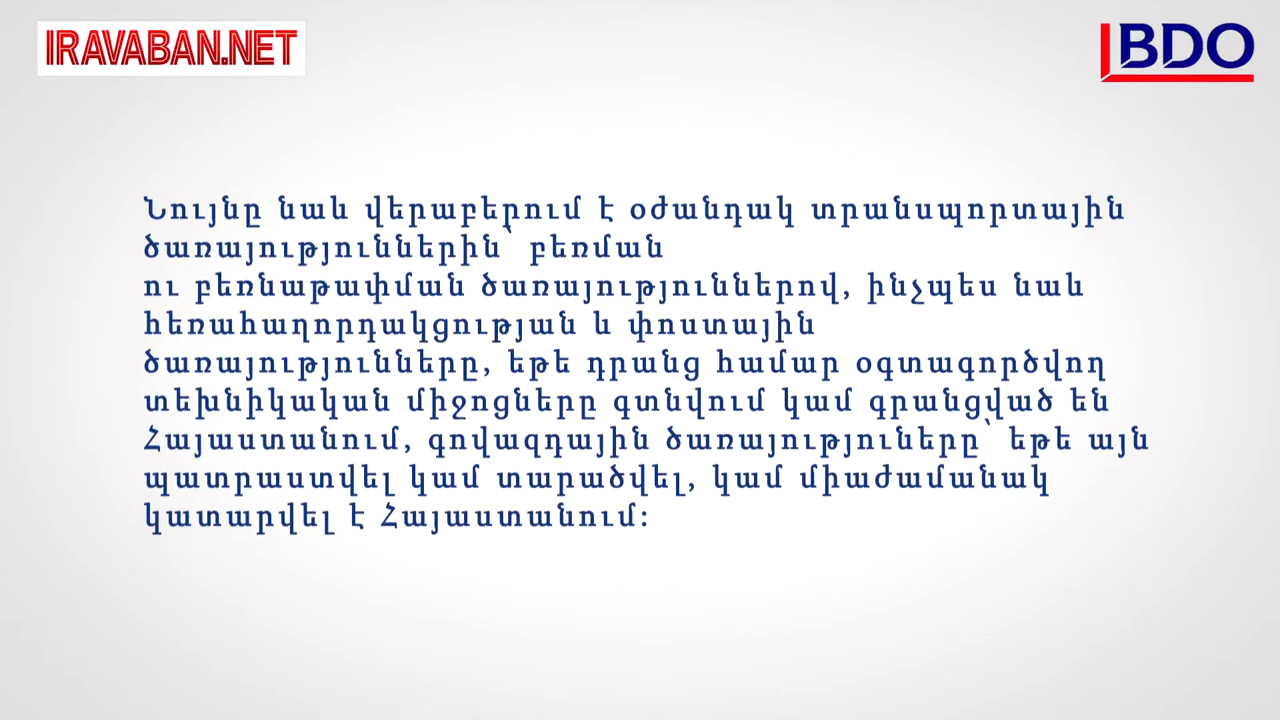 IRAVABAN.NET
BDO
Նույնը նաև վերաբերում է օժանդակ տրանսպորտային
ծառայություններին՝ բեռման
ու բեռնաթափման ծառայություններով, ինչպես նաև
հեռահաղորդակցության և փոստային
ծառայությունները, եթե դրանց համար օգտագործվող
տեխնիկական միջոցները գտնվում կամ գրանցված են
Հայաստանում, գովազդային ծառայություները՝ եթե այն
պատրաստվել կամ տարածվել, կամ միաժամանակ
կատարվել է Հայաստանում: